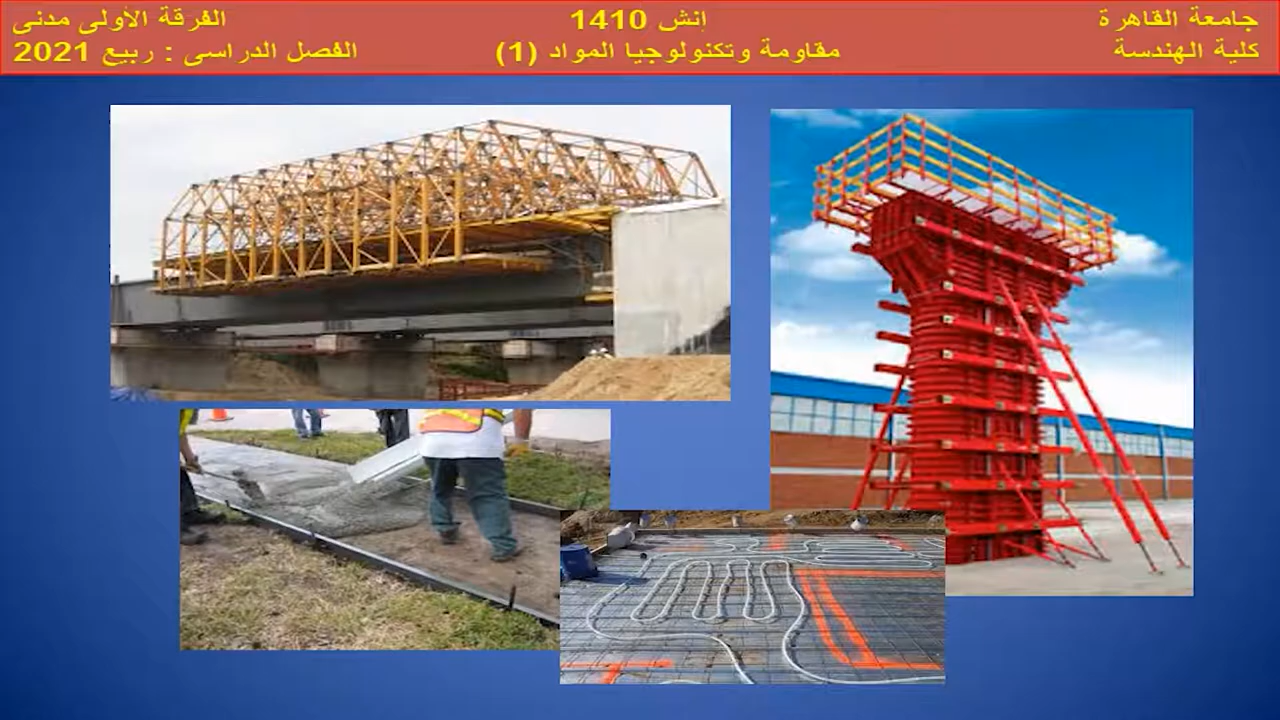 جامعة القاهرة
كلية الهندسة
إنش 1410
مقاومة وتكنولوجيا المواد (1)
الفرقة الأولى مدنى
الفصل الدراسى : ربيع 2021